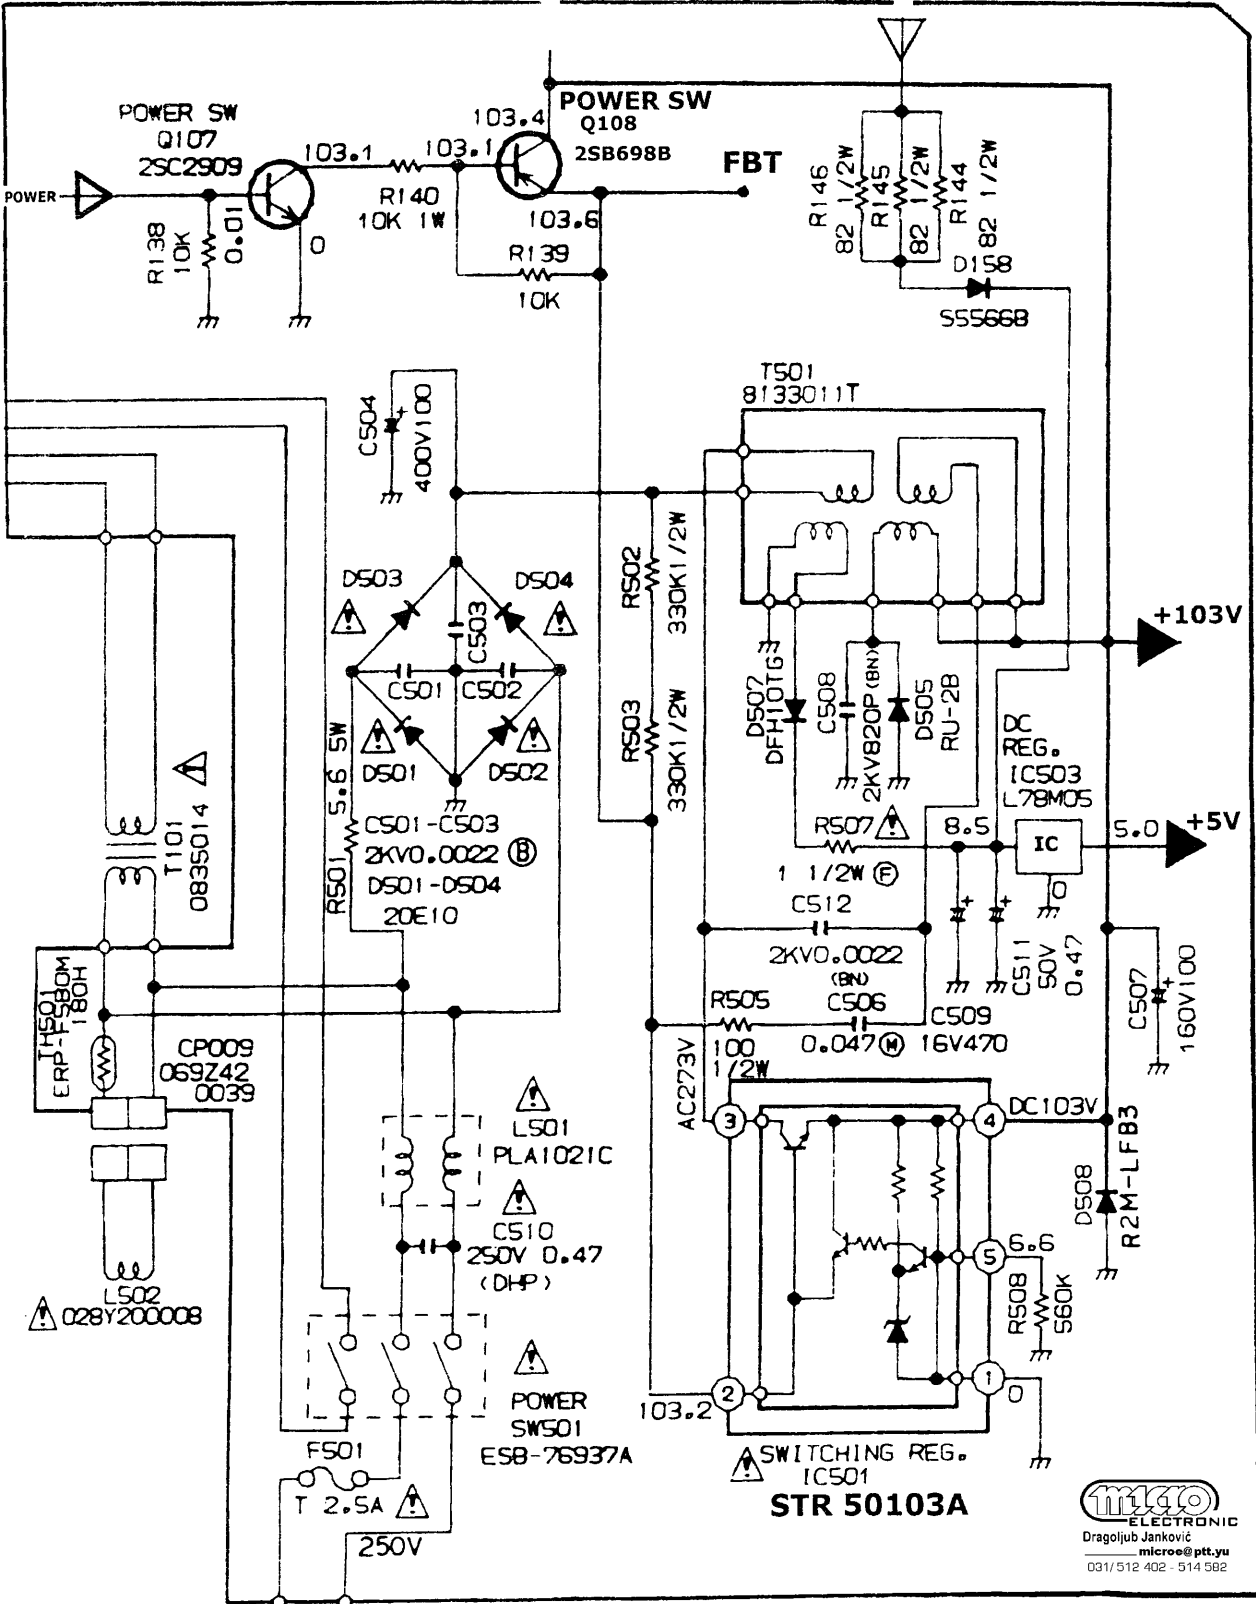 POWER SW
Q107
2SC2909
POWER
103.1
R138
10K
0.01
0
R140
10K 1W
103.1
103.4
POWER SW
Q108
2SB698B
103.6
FBT
R139
10K
R146
82 1/2W
R145
82 1/2W
R144
82 1/2W
D158
S5566B
T501
8133011T
C504
400V100
+
D503
D504
C503
C501
C502
D501
D502
R502
330K1/2W
R503
330K1/2W
R501
5.6 5W
C501-C503
2KV0.0022 B
D501-D504
20E10
+103V
D507
DFH10TG
C508
2KV820P(BN)
D505
RU-2B
DC
REG.
IC503
L78M05
R507
1 1/2W F
8.5
IC
5.0
+5V
0
C512
2KV0.0022
(BN)
C506
0.047 M
R505
100
1/2W
C509
16V470
+
+
C511
50V
0.47
C507
160V100
+
T101
0835014
TH501
ERP-F5B0M
180H
CP009
069Z42
0039
L502
028Y200008
L501
PLA1021C
C510
250V 0.47
(DHP)
POWER
SW501
ESB-76937A
F501
T 2.5A
250V
AC273V
3
4
DC103V
D508
R2M-LFB3
5
6.6
R508
560K
2
103.2
1
0
SWITCHING REG.
IC501
STR 50103A
micro
ELECTRONIC
Dragoljub Janković
microe@ptt.yu
031/512 402 - 514 582